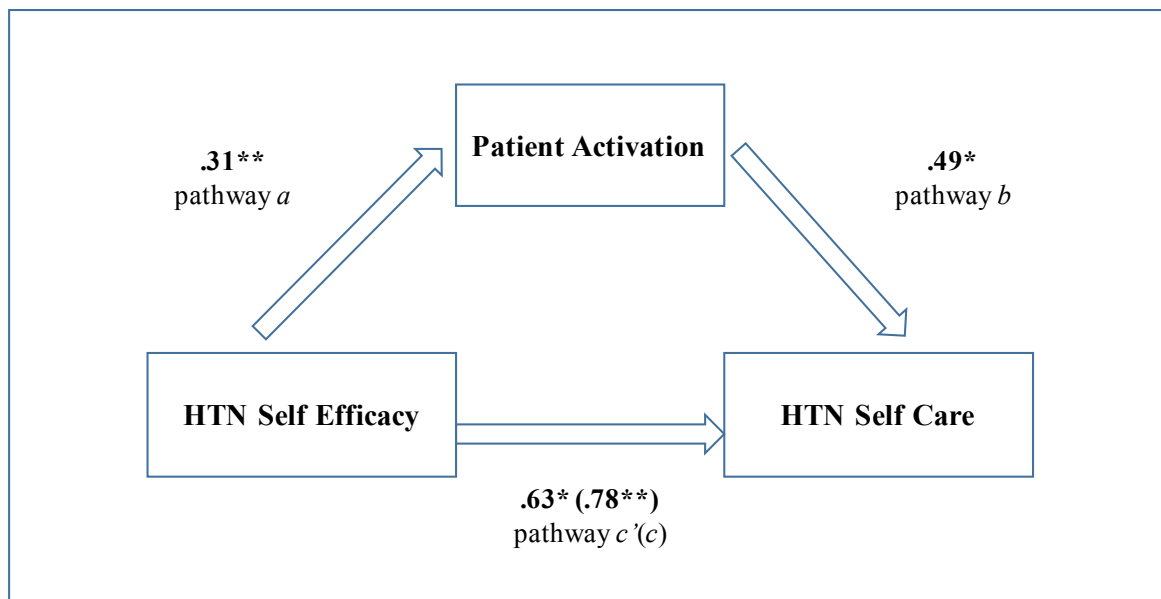 Patient Activation
.31**
pathway a
.49*
pathway b
HTN Self Efficacy
HTN Self Care
.63* (.78**)
pathway c’(c)